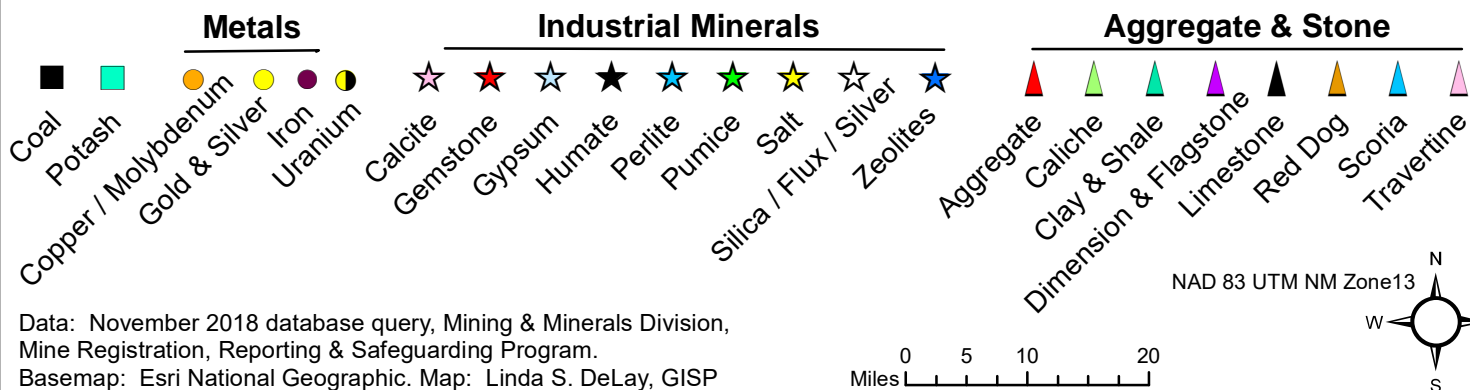 Metals
Industrial Minerals
Aggregate & Stone
Coal
Potash
Copper / Molybdenum
Gold & Silver
Iron
Uranium
Calcite
Gemstone
Gypsum
Humate
Perlite
Pumice
Salt
Silica / Flux / Silver
Zeolites
Aggregate
Caliche
Clay & Shale
Dimension & Flagstone
Limestone
Red Dog
Scoria
Travertine
NAD 83 UTM NM Zone13
N
W
S
Data: November 2018 database query, Mining & Minerals Division,
Mine Registration, Reporting & Safeguarding Program.
Basemap: Esri National Geographic. Map: Linda S. DeLay, GISP
0 5 10 20
Miles